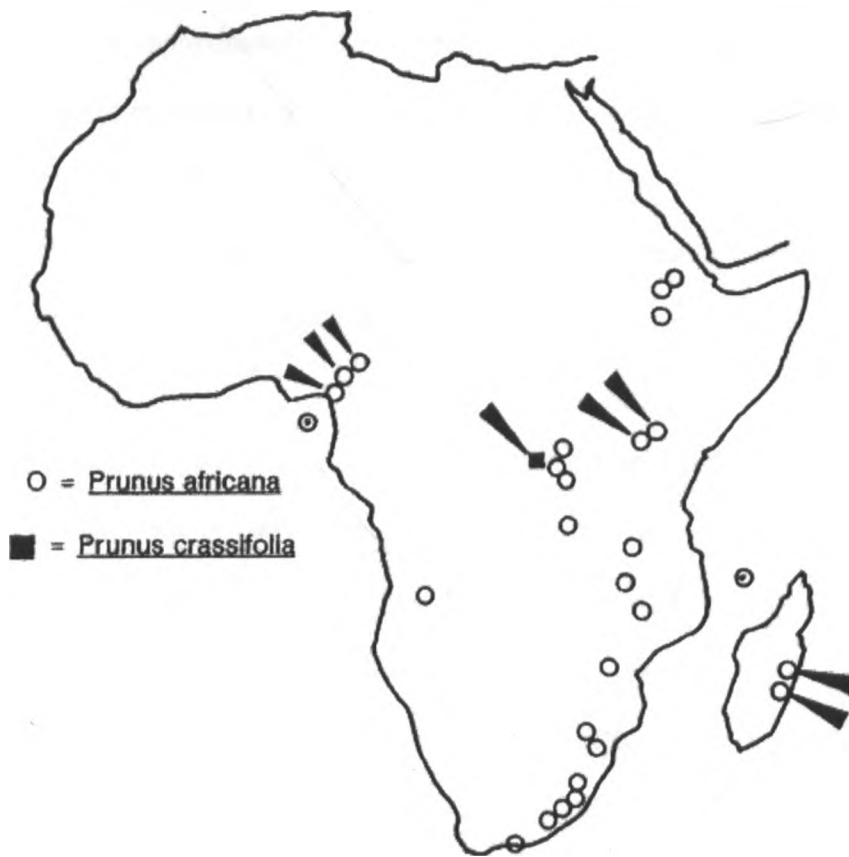 O = Prunus africana
■ = Prunus crassifolia